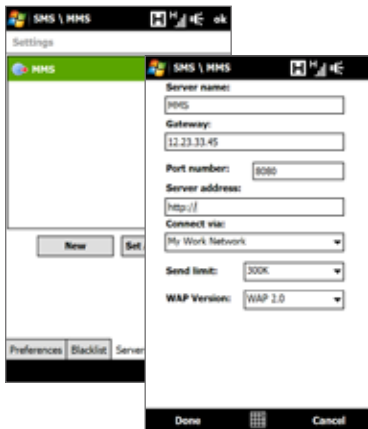 SMS \ MMS
ok
Settings
MMS
New
Set
Preferences Blacklist Server
SMS \ MMS
Server name:
MMS
Gateway:
12.23.33.45
Port number: 8080
Server address:
http://
Connect via:
My Work Network
Send limit: 300K
WAP Version: WAP 2.0
Done Cancel